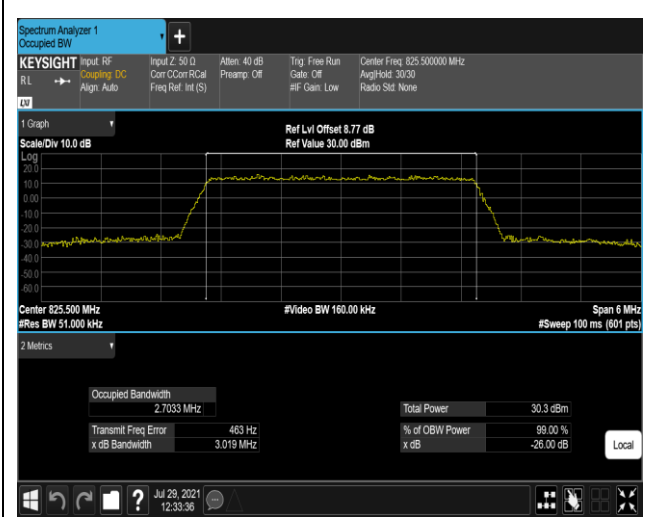 Spectrum Analyzer 1
Occupied BW
+
KEYSIGHT Input: RF Input Z: 50 Ω Atten: 40 dB Trig: Free Run Center Freq: 825.500000 MHz
RL Coupling: DC Corr CCorr RCal Preamp: Off Gate: Off Avg|Hold: 30/30
Align: Auto Freq Ref: Int (S) #IF Gain: Low Radio Std: None
LXI
1 Graph
Ref Lvl Offset 8.77 dB
Scale/Div 10.0 dB Ref Value 30.00 dBm
Log
20.0
10.0
0.00
-10.0
-20.0
-30.0
-40.0
-50.0
-60.0
Center 825.500 MHz #Video BW 160.00 kHz Span 6 MHz
#Res BW 51.000 kHz #Sweep 100 ms (601 pts)
2 Metrics
Occupied Bandwidth
2.7033 MHz Total Power 30.3 dBm
Transmit Freq Error 463 Hz % of OBW Power 99.00 %
x dB Bandwidth 3.019 MHz x dB -26.00 dB
Local
? Jul 29, 2021
12:33:36